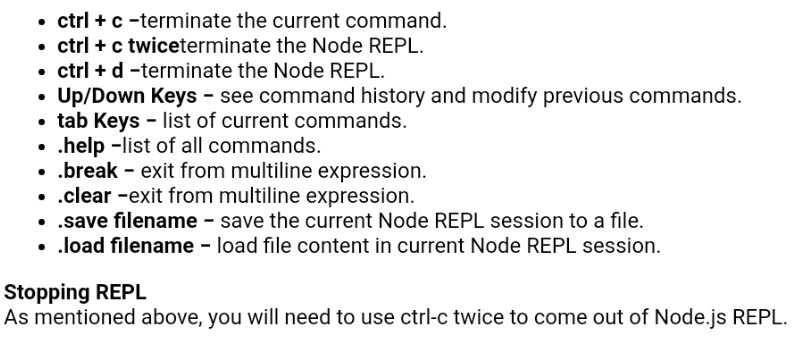 • ctrl + c −terminate the current command.
• ctrl + c twiceterminate the Node REPL.
• ctrl + d −terminate the Node REPL.
• Up/Down Keys − see command history and modify previous commands.
• tab Keys − list of current commands.
• .help −list of all commands.
• .break − exit from multiline expression.
• .clear −exit from multiline expression.
• .save filename − save the current Node REPL session to a file.
• .load filename − load file content in current Node REPL session.
Stopping REPL
As mentioned above, you will need to use ctrl-c twice to come out of Node.js REPL.